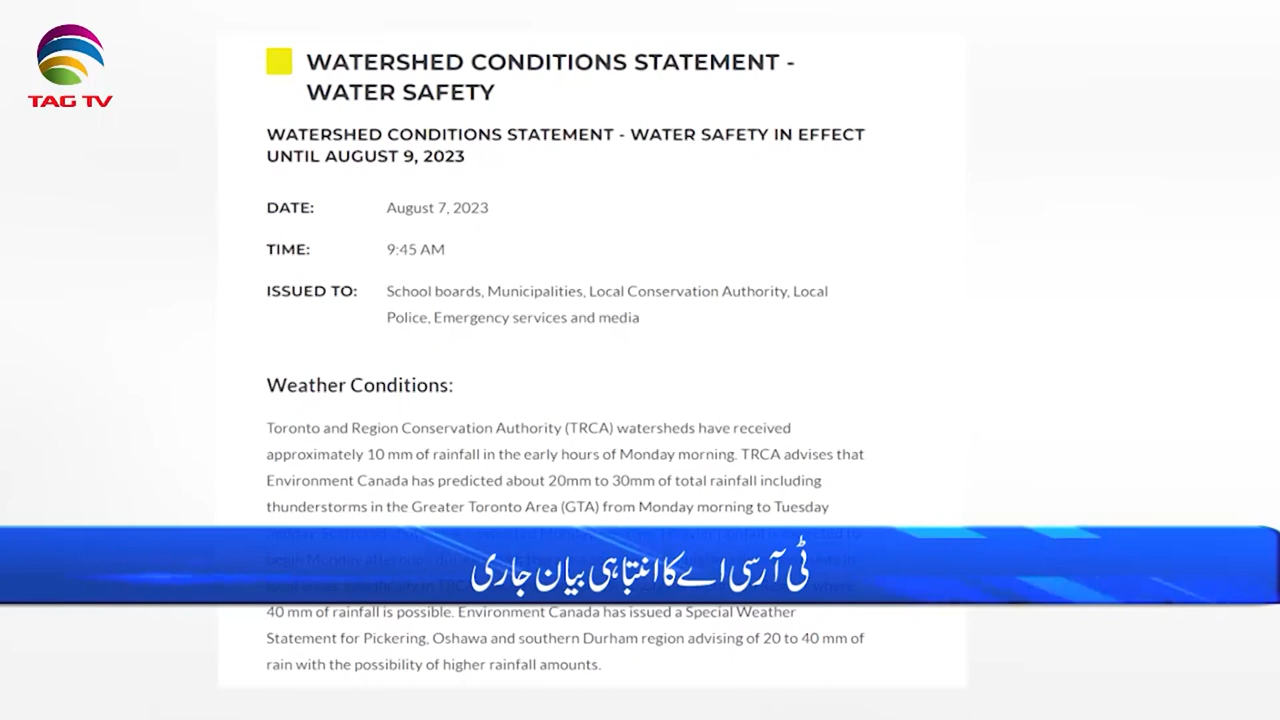 TAG TV
WATERSHED CONDITIONS STATEMENT -
WATER SAFETY
WATERSHED CONDITIONS STATEMENT - WATER SAFETY IN EFFECT
UNTIL AUGUST 9, 2023
DATE: August 7, 2023
TIME: 9:45 AM
ISSUED TO: School boards, Municipalities, Local Conservation Authority, Local
Police, Emergency services and media
Weather Conditions:
Toronto and Region Conservation Authority (TRCA) watersheds have received
approximately 10 mm of rainfall in the early hours of Monday morning. TRCA advises that
Environment Canada has predicted about 20mm to 30mm of total rainfall including
thunderstorms in the Greater Toronto Area (GTA) from Monday morning to Tuesday
ٹی آر سی اے کا انتباہی بیان جاری
40 mm of rainfall is possible. Environment Canada has issued a Special Weather
Statement for Pickering, Oshawa and southern Durham region advising of 20 to 40 mm of
rain with the possibility of higher rainfall amounts.